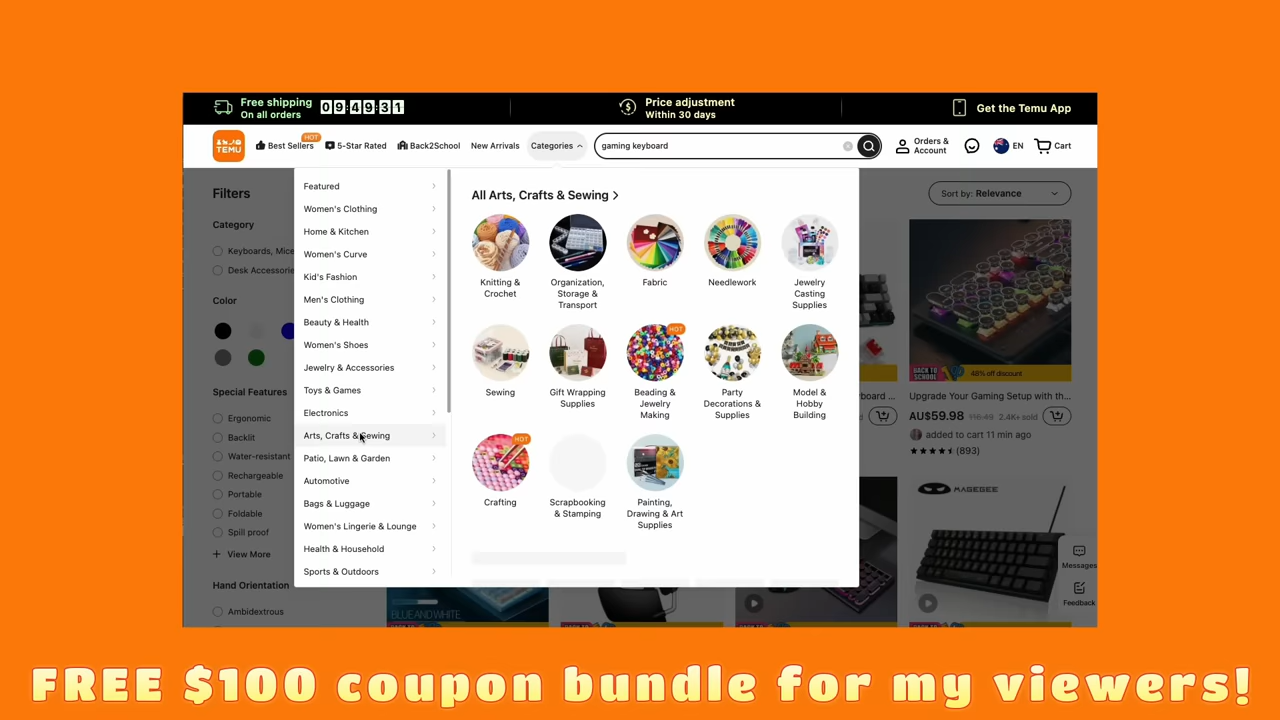 Free shipping
On all orders
09:49:31
Price adjustment
Within 30 days
Get the Temu App
TEMU
Best Sellers
HOT
5-Star Rated
Back2School
New Arrivals
Categories
gaming keyboard
Orders &
Account
EN
Cart
Filters
Category
Keyboards, Mice
Desk Accessorie
Color
Special Features
Ergonomic
Backlit
Water-resistant
Rechargeable
Portable
Foldable
Spill proof
View More
Hand Orientation
Ambidextrous
Featured
Women's Clothing
Home & Kitchen
Women's Curve
Kid's Fashion
Men's Clothing
Beauty & Health
Women's Shoes
Jewelry & Accessories
Toys & Games
Electronics
Arts, Crafts & Sewing
Patio, Lawn & Garden
Automotive
Bags & Luggage
Women's Lingerie & Lounge
Health & Household
Sports & Outdoors
All Arts, Crafts & Sewing
Knitting &
Crochet
Organization,
Storage &
Transport
Fabric
Needlework
Jewelry
Casting
Supplies
Sewing
Gift Wrapping
Supplies
HOT
Beading &
Jewelry
Making
Party
Decorations &
Supplies
Model &
Hobby
Building
HOT
Crafting
Scrapbooking
& Stamping
Painting,
Drawing & Art
Supplies
Sort by: Relevance
BACK TO
SCHOOL
48% off discount
board ...
Upgrade Your Gaming Setup with th...
sold
AU$59.98 116.49 2.4K+ sold
added to cart 11 min ago
(893)
MAGEGEE
Messages
Feedback
BLUEANDWHITE
FREE $100 coupon bundle for my viewers!